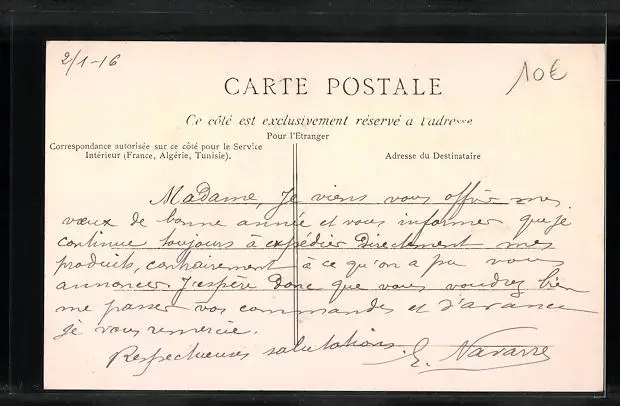 2/1-16
10€
CARTE POSTALE
Ce côté est exclusivement réservé a l'adresse
Pour l'Etranger
Correspondance autorisée sur ce côté pour le Service
Intérieur (France, Algérie, Tunisie).
Adresse du Destinataire
Madame, Je viens vous offrir mes
vœux de bonne année et vous informer que je
continue toujours à expédier directement mes
produits, contrairement à ce qu'on a pu vous
annoncer. J'espère donc que vous voudrez bien
me passer vos commandes et d'avance
je vous remercie.
Respectueuses salutations. E. Navarre